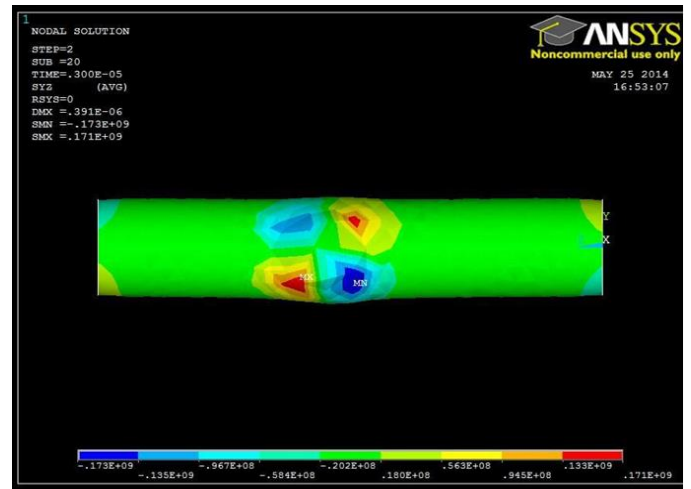 1
NODAL SOLUTION
STEP=2
SUB =20
TIME=.300E-05
SYZ (AVG)
RSYS=0
DMX =.391E-06
SMN =-.173E+09
SMX =.171E+09
ANSYS
Noncommercial use only
MAY 25 2014
16:53:07
Y
X
MX
MN
-.173E+09 -.967E+08 -.202E+08 .563E+08 .133E+09
-.135E+09 -.584E+08 .180E+08 .945E+08 .171E+09